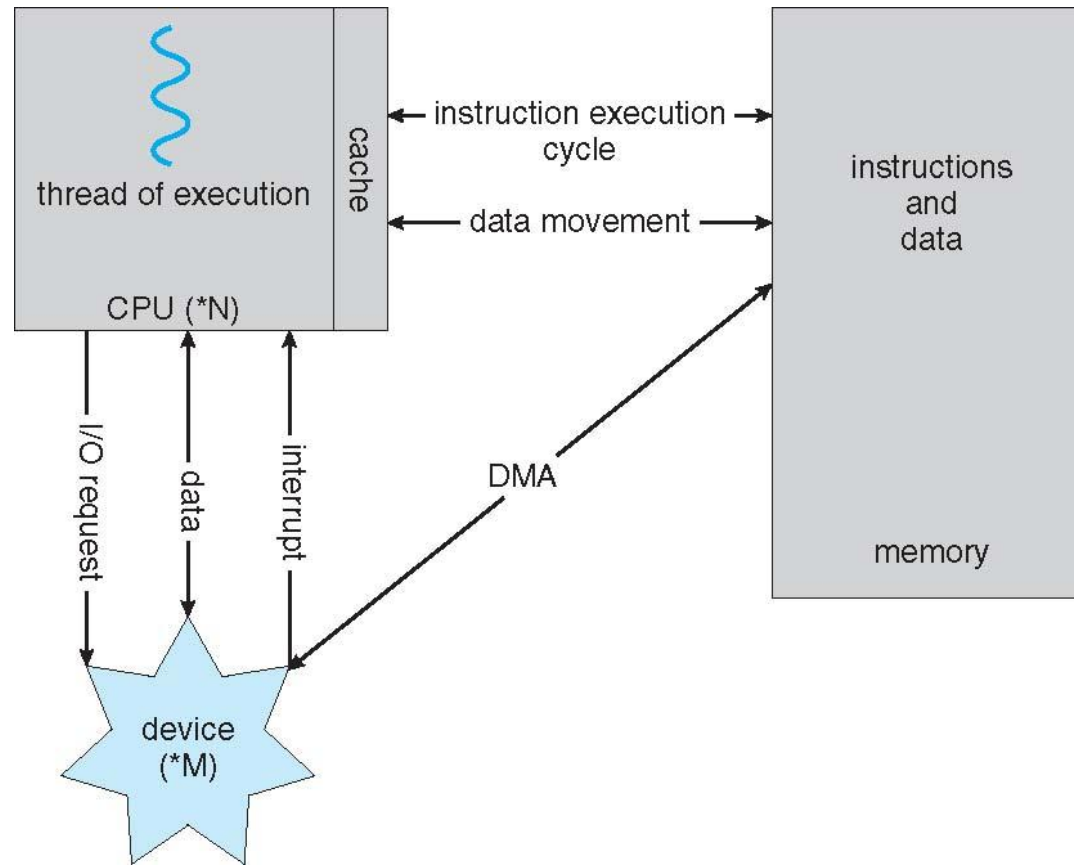 thread of execution
cache
CPU (*N)
instruction execution
cycle
data movement
instructions
and
data
memory
I/O request
data
interrupt
DMA
device
(*M)